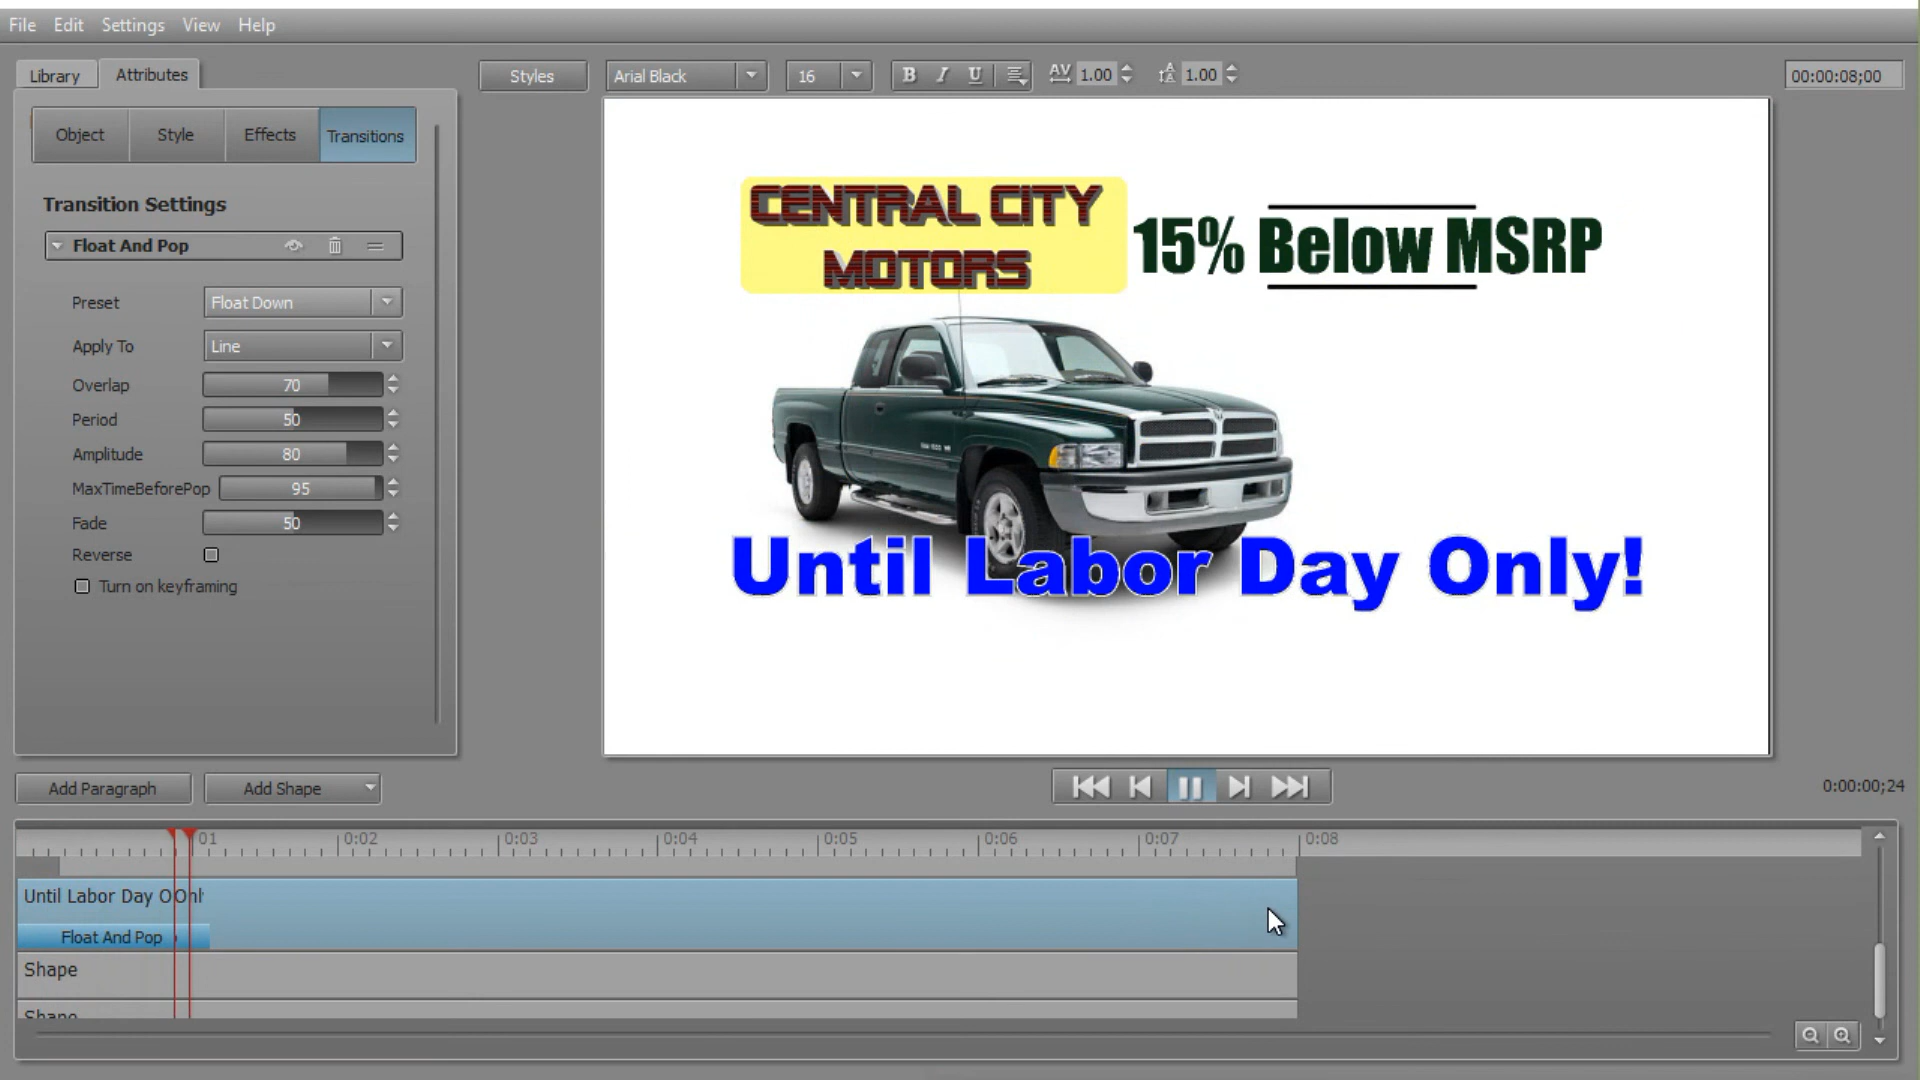 File Edit Settings View Help
Library Attributes
Styles Arial Black 16 B I U AV 1.00 A 1.00 00:00:08;00
Object Style Effects Transitions
Transition Settings
Float And Pop
Preset Float Down
Apply To Line
Overlap 70
Period 50
Amplitude 80
MaxTimeBeforePop 95
Fade 50
Reverse
Turn on keyframing
CENTRAL CITY
MOTORS
15% Below MSRP
Until Labor Day Only!
Add Paragraph Add Shape
0:00:00;24
01 0:02 0:03 0:04 0:05 0:06 0:07 0:08
Until Labor Day OOnl
Float And Pop
Shape
Shape